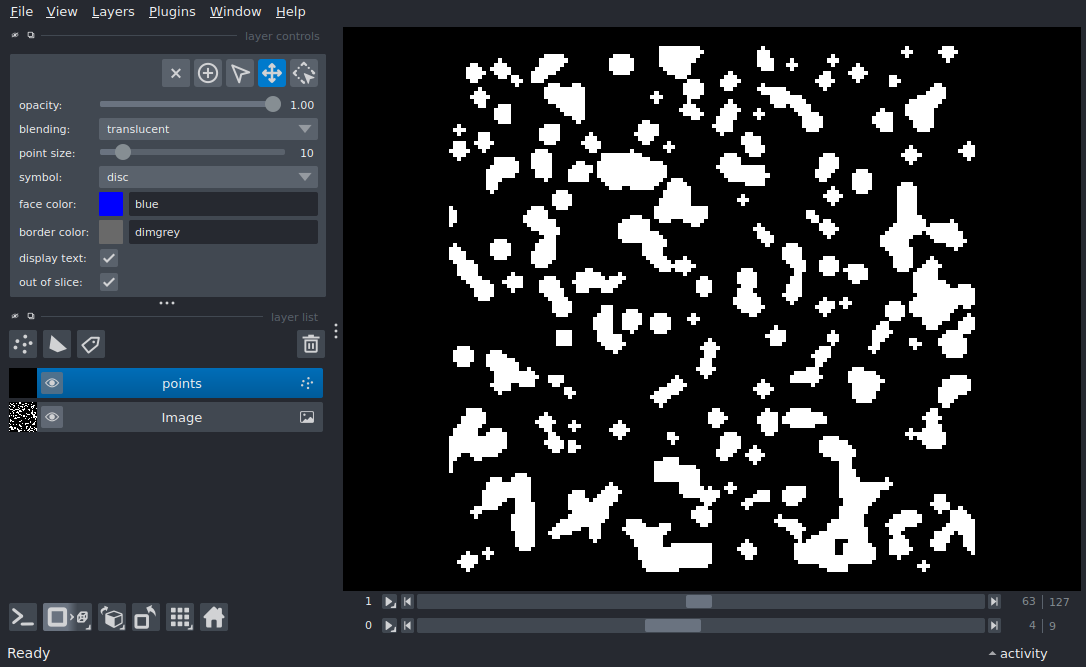 File View Layers Plugins Window Help
layer controls
opacity: 1.00
blending: translucent
point size: 10
symbol: disc
face color: blue
border color: dimgrey
display text:
out of slice:
layer list
points
Image
1 63 | 127
0 4 | 9
Ready activity